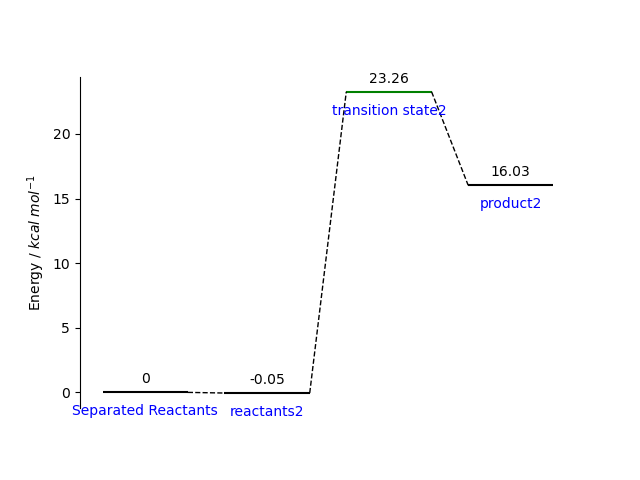 23.26
transition state2
20
16.03
15
product2
10
5
0
-0.05
0
Separated Reactants
reactants2
Energy / kcal mol⁻¹